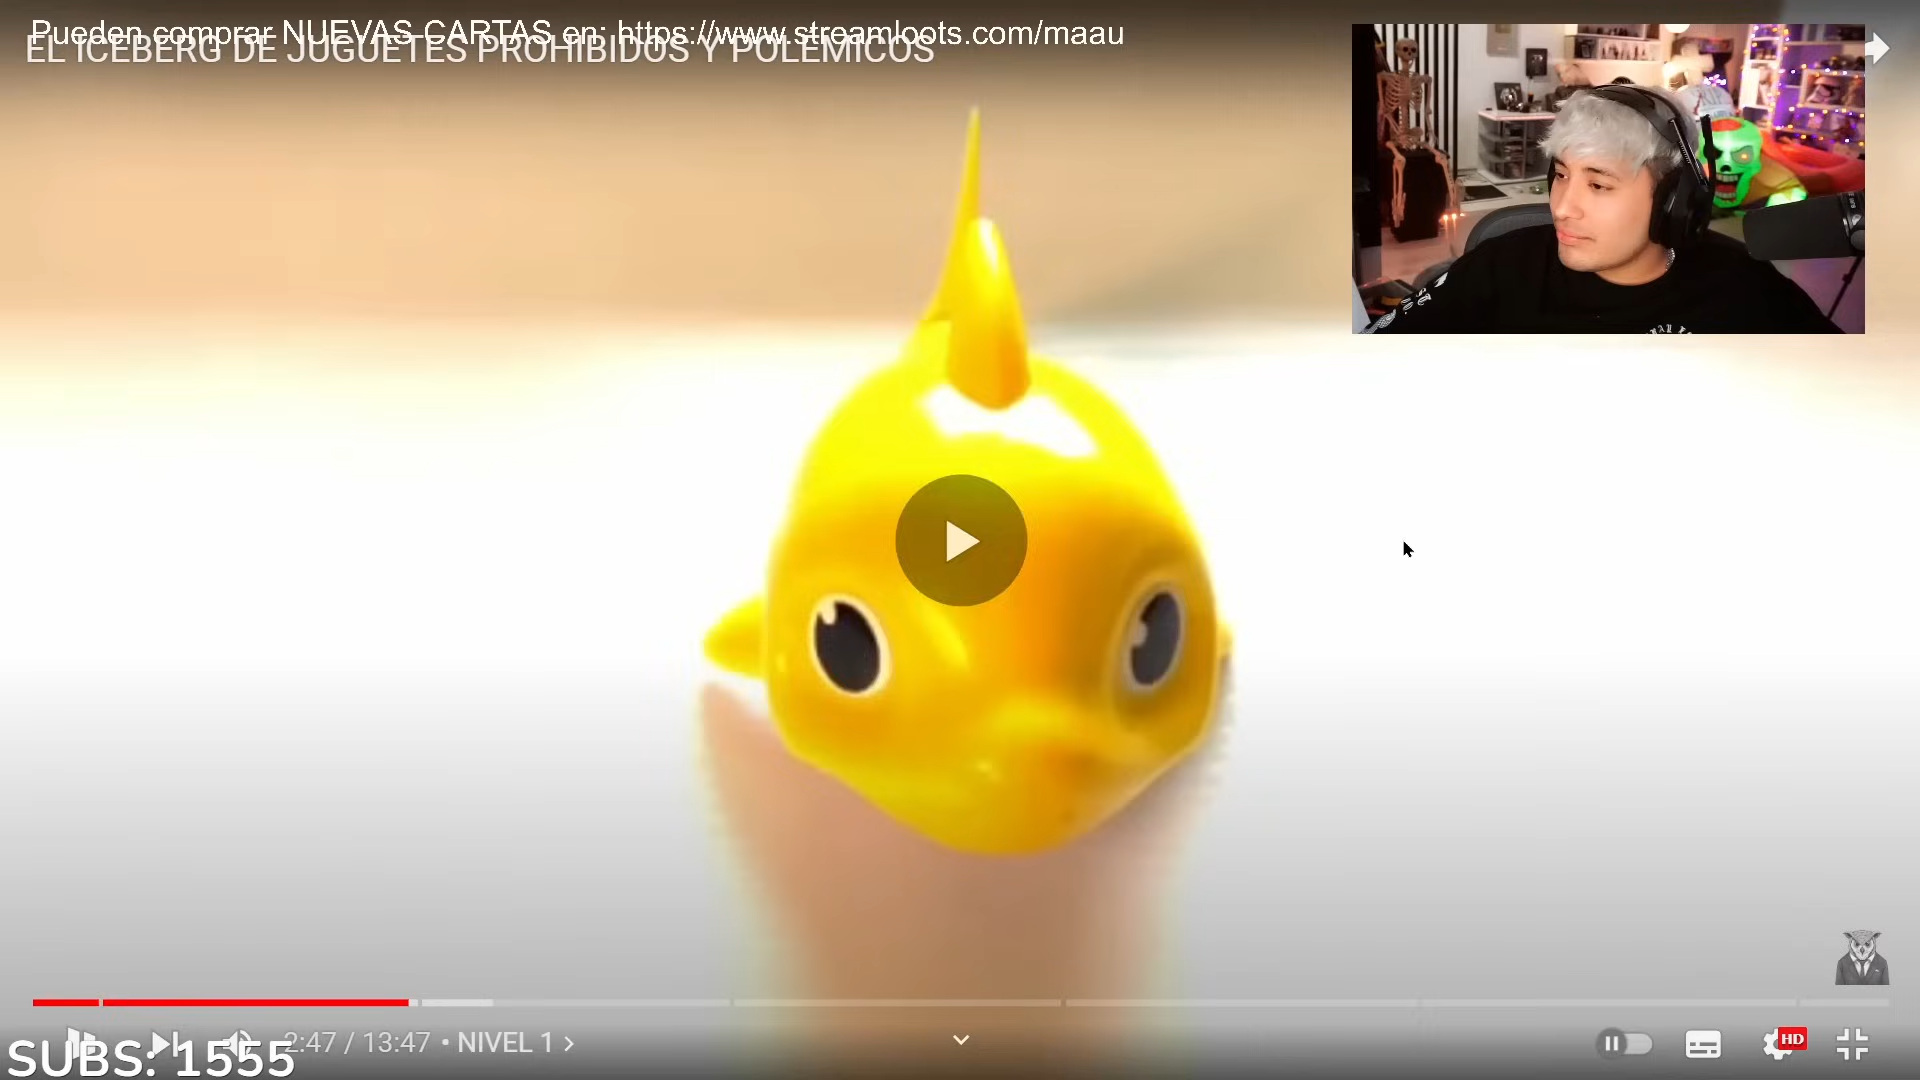 Pueden comprar NUEVAS CARTAS en: https://www.streamloots.com/maau
EL ICEBERG DE JUGUETES PROHIBIDOS Y POLÉMICOS
2:47 / 13:47 • NIVEL 1
HD
SUBS: 1555